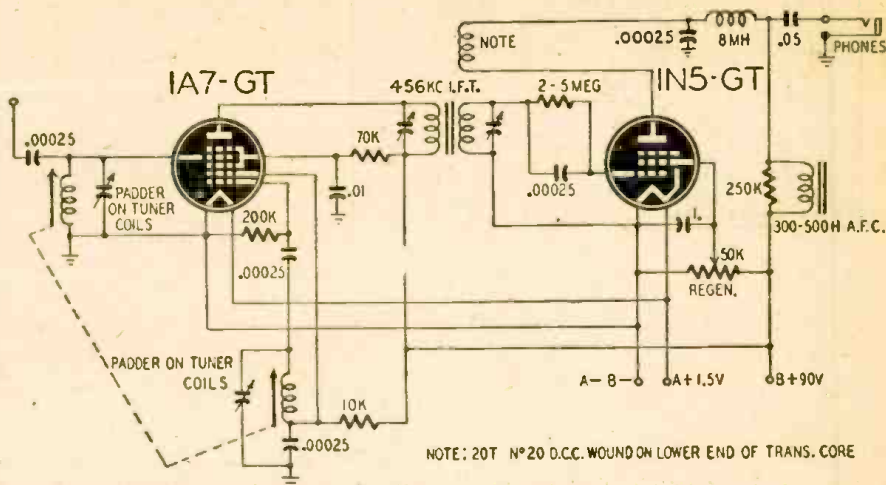 NOTE
.00025
8MH
.05
PHONES
1A7-GT
1N5-GT
456KC I.F.T.
2-5MEG
.00025
70K
.00025
.01
250K
PADDER
ON TUNER
COILS
200K
1.
300-500H A.F.C.
.00025
50K
REGEN.
PADDER ON TUNER
COILS
A- B-
A+1.5V
B+90V
10K
.00025
NOTE: 20T Nº20 D.C.C. WOUND ON LOWER END OF TRANS. CORE